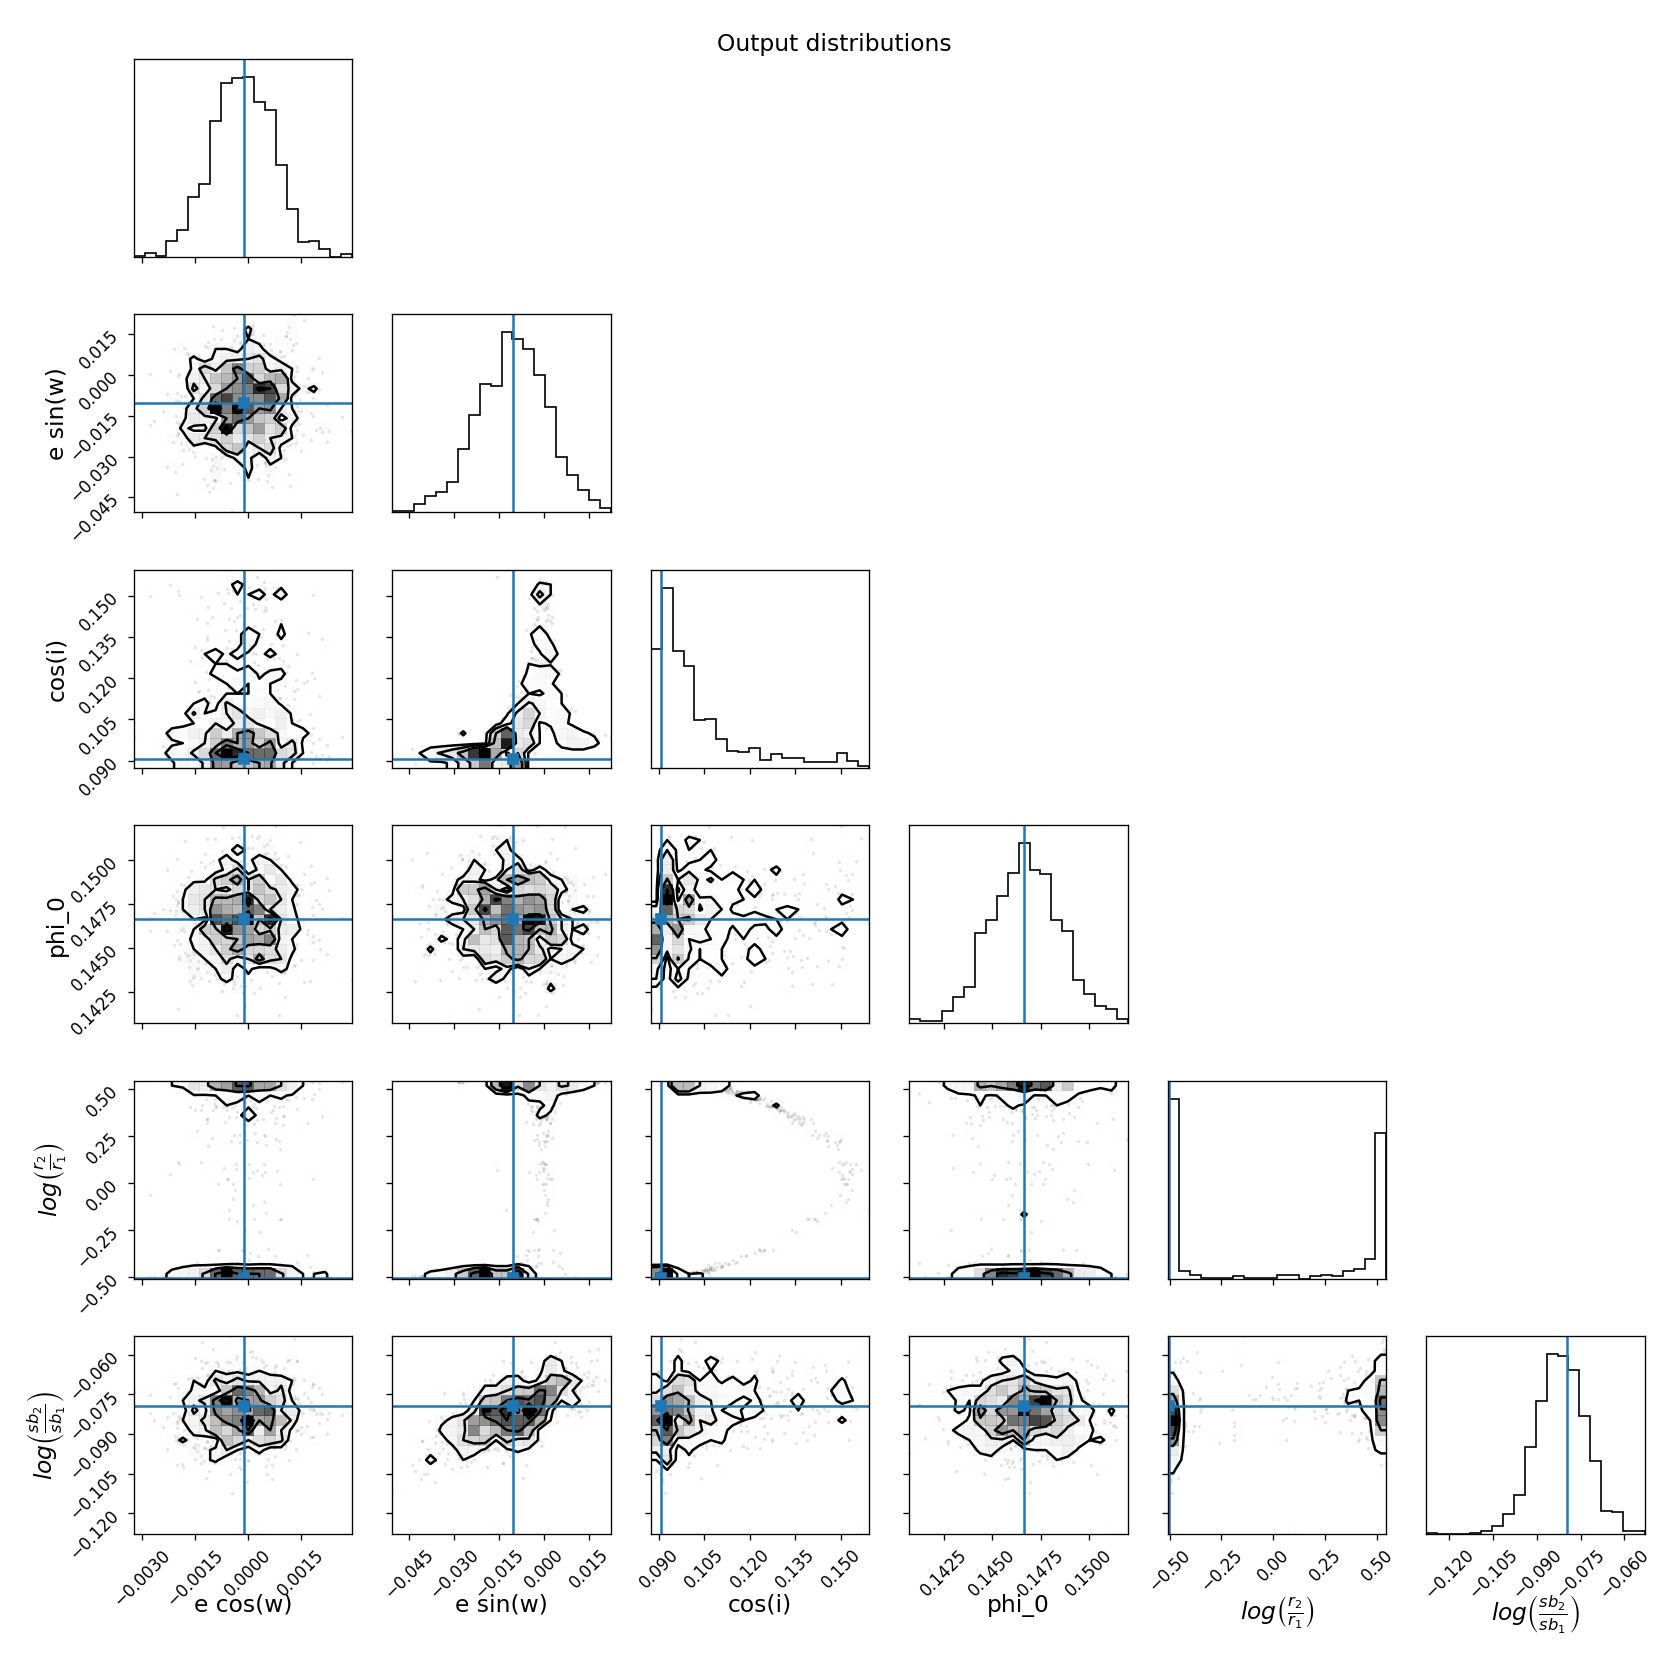 Output distributions
0.015
0.000
−0.015
−0.030
−0.045
e sin(w)
0.150
0.135
0.120
0.105
0.090
cos(i)
0.1500
0.1475
0.1450
0.1425
phi_0
0.50
0.25
0.00
−0.25
−0.50
log(r2/r1)
−0.060
−0.075
−0.090
−0.105
−0.120
log(sb2/sb1)
−0.0030 −0.0015 0.0000 0.0015
−0.045 −0.030 −0.015 0.000 0.015
0.090 0.105 0.120 0.135 0.150
0.1425 0.1450 0.1475 0.1500
−0.50 −0.25 0.00 0.25 0.50
−0.120 −0.105 −0.090 −0.075 −0.060
e cos(w) e sin(w) cos(i) phi_0 log(r2/r1) log(sb2/sb1)